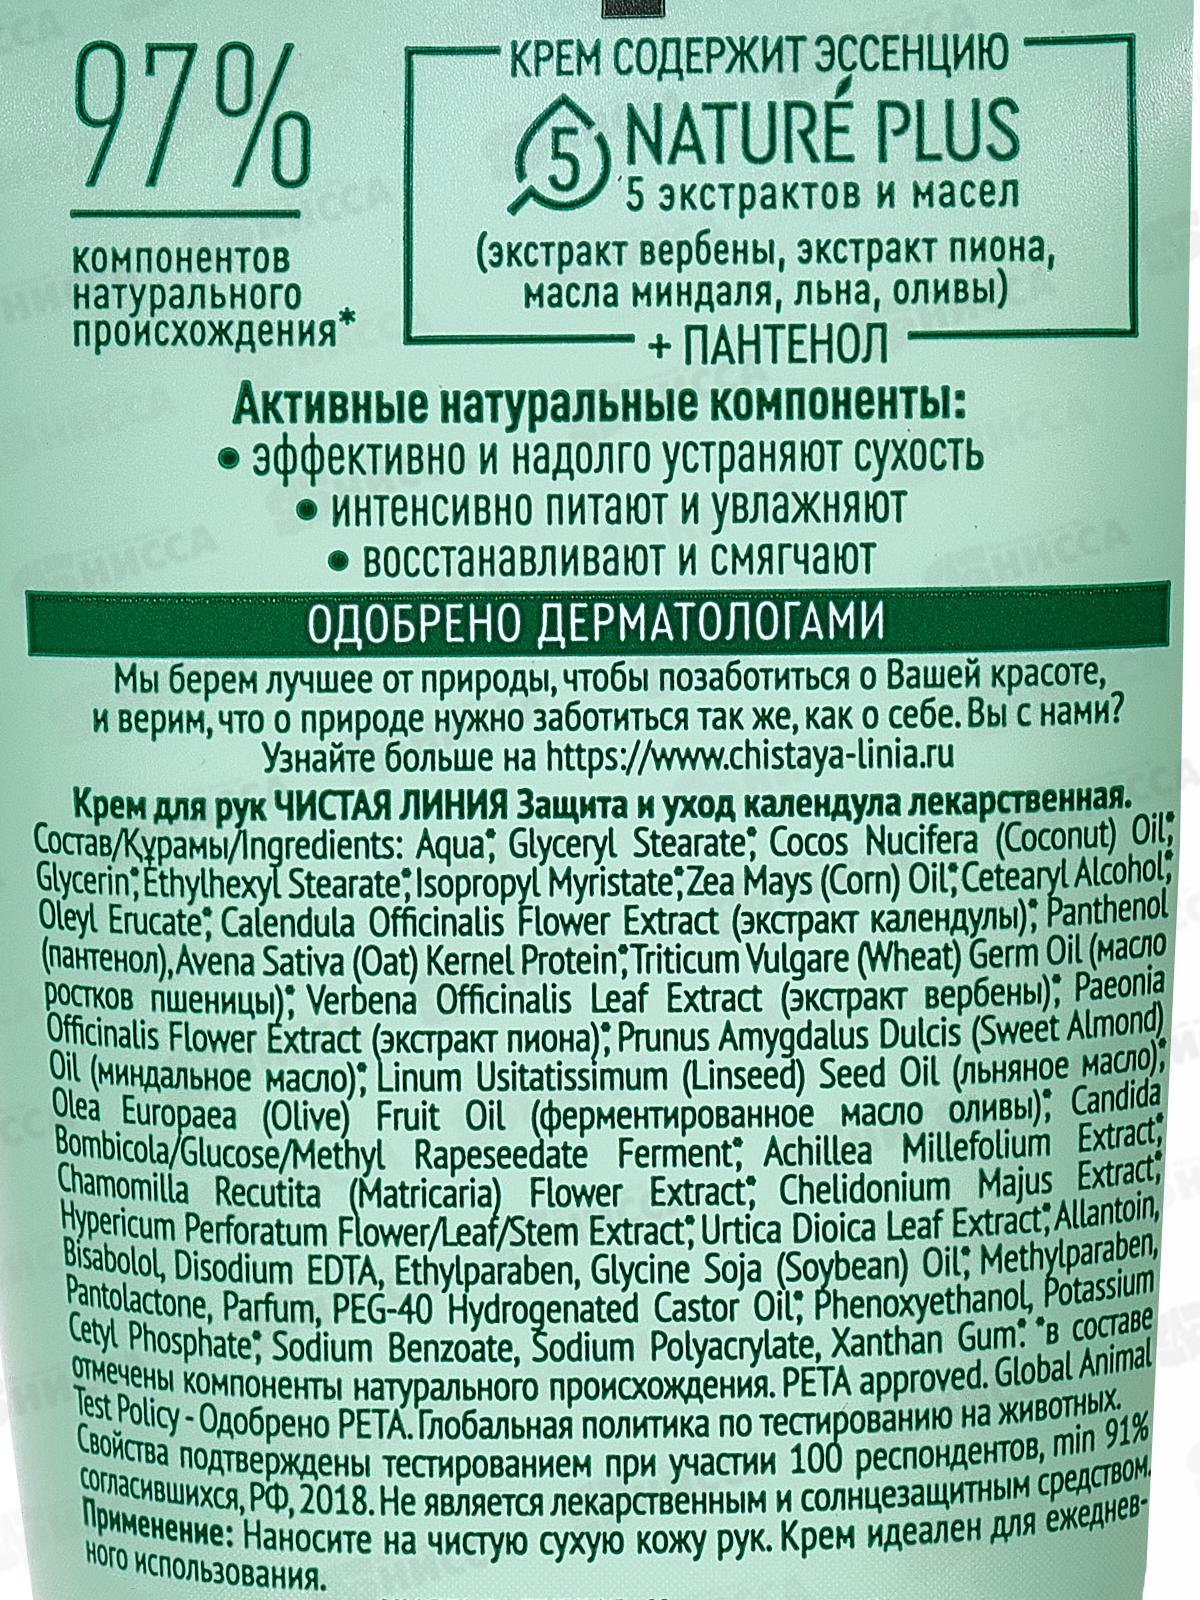 97%
компонентов
натурального
происхождения*
КРЕМ СОДЕРЖИТ ЭССЕНЦИЮ
5 NATURÉ PLUS
5 экстрактов и масел
(экстракт вербены, экстракт пиона,
масла миндаля, льна, оливы)
+ ПАНТЕНОЛ
Активные натуральные компоненты:
• эффективно и надолго устраняют сухость
• интенсивно питают и увлажняют
• восстанавливают и смягчают
ОДОБРЕНО ДЕРМАТОЛОГАМИ
Мы берем лучшее от природы, чтобы позаботиться о Вашей красоте,
и верим, что о природе нужно заботиться так же, как о себе. Вы с нами?
Узнайте больше на https://www.chistaya-linia.ru
Крем для рук ЧИСТАЯ ЛИНИЯ Защита и уход календула лекарственная.
Состав/Құрамы/Ingredients: Aqua*, Glyceryl Stearate*, Cocos Nucifera (Coconut) Oil*,
Glycerin*, Ethylhexyl Stearate*, Isopropyl Myristate*, Zea Mays (Corn) Oil*, Cetearyl Alcohol*,
Oleyl Erucate*, Calendula Officinalis Flower Extract (экстракт календулы)*, Panthenol
(пантенол), Avena Sativa (Oat) Kernel Protein*, Triticum Vulgare (Wheat) Germ Oil (масло
ростков пшеницы)*, Verbena Officinalis Leaf Extract (экстракт вербены)*, Paeonia
Officinalis Flower Extract (экстракт пиона)*, Prunus Amygdalus Dulcis (Sweet Almond)
Oil (миндальное масло)*, Linum Usitatissimum (Linseed) Seed Oil (льняное масло)*,
Olea Europaea (Olive) Fruit Oil (ферментированное масло оливы)*, Candida
Bombicola/Glucose/Methyl Rapeseedate Ferment*, Achillea Millefolium Extract*,
Chamomilla Recutita (Matricaria) Flower Extract*, Chelidonium Majus Extract*,
Hypericum Perforatum Flower/Leaf/Stem Extract*, Urtica Dioica Leaf Extract*, Allantoin,
Bisabolol, Disodium EDTA, Ethylparaben, Glycine Soja (Soybean) Oil*, Methylparaben,
Pantolactone, Parfum, PEG-40 Hydrogenated Castor Oil*, Phenoxyethanol, Potassium
Cetyl Phosphate*, Sodium Benzoate, Sodium Polyacrylate, Xanthan Gum*. *в составе
отмечены компоненты натурального происхождения. PETA approved. Global Animal
Test Policy - Одобрено PETA. Глобальная политика по тестированию на животных.
Свойства подтверждены тестированием при участии 100 респондентов, min 91%
согласившихся, РФ, 2018. Не является лекарственным и солнцезащитным средством.
Применение: Наносите на чистую сухую кожу рук. Крем идеален для ежеднев-
ного использования.